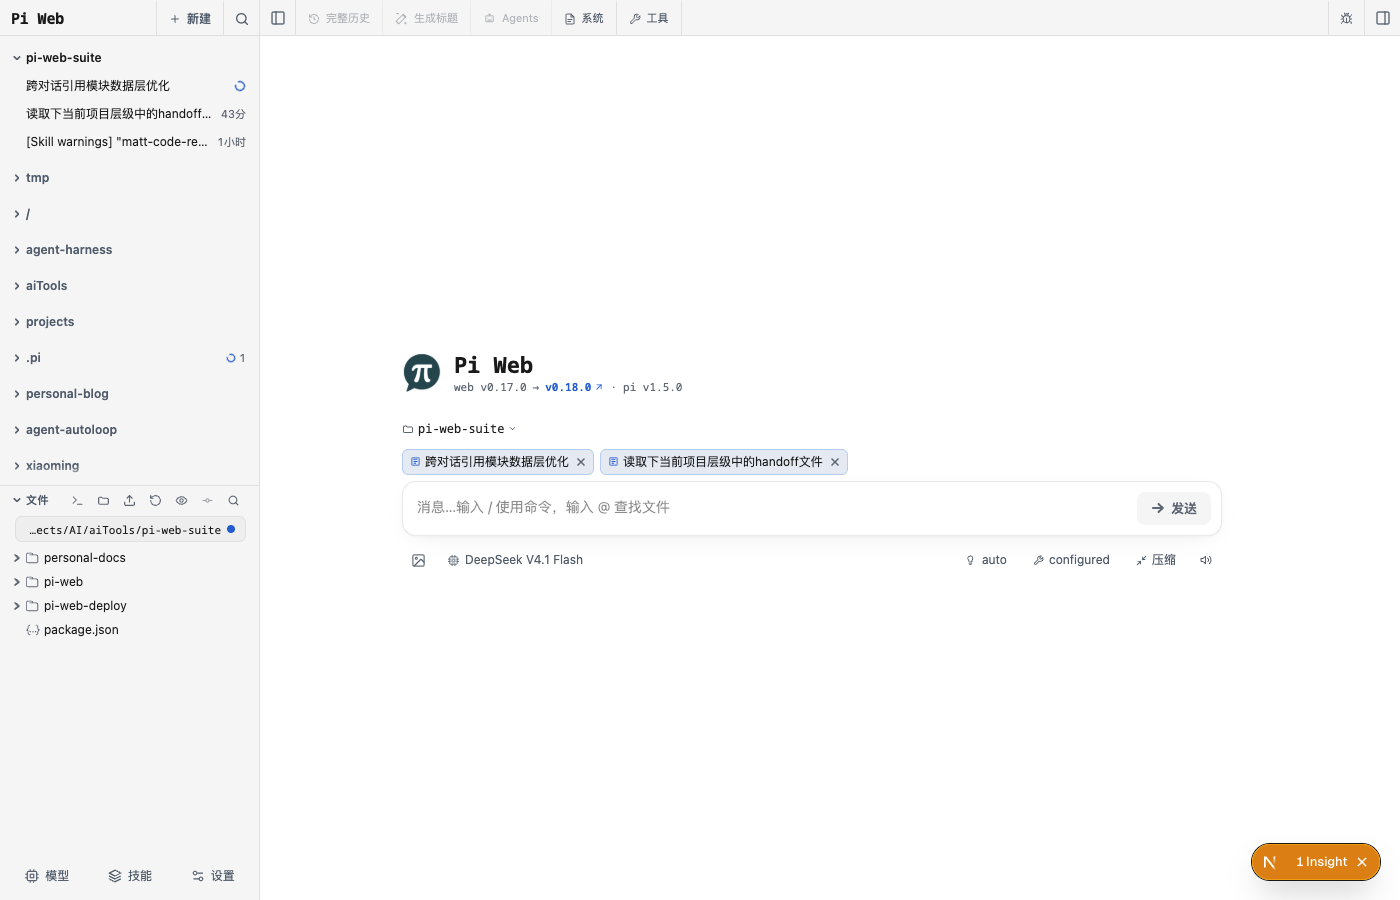 Pi Web
新建
完整历史
生成标题
Agents
系统
工具
pi-web-suite
跨对话引用模块数据层优化
读取下当前项目层级中的handoff... 43分
[Skill warnings] "matt-code-re... 1小时
tmp
/
agent-harness
aiTools
projects
.pi 1
personal-blog
agent-autoloop
xiaoming
文件
…ects/AI/aiTools/pi-web-suite
personal-docs
pi-web
pi-web-deploy
{··} package.json
模型
技能
设置
π
Pi Web
web v0.17.0 → v0.18.0 ↗ · pi v1.5.0
pi-web-suite
跨对话引用模块数据层优化
读取下当前项目层级中的handoff文件
消息...输入 / 使用命令，输入 @ 查找文件
发送
DeepSeek V4.1 Flash
auto
configured
压缩
N 1 Insight